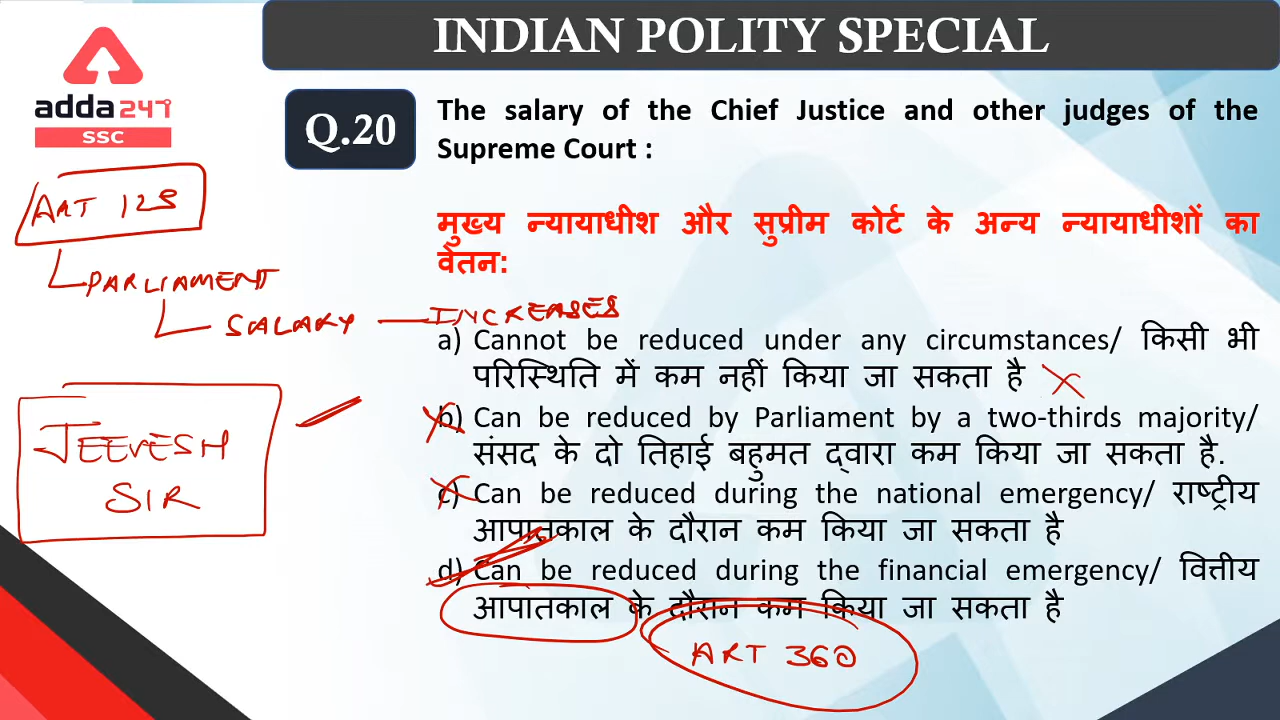 INDIAN POLITY SPECIAL
adda247
SSC
Q.20
The salary of the Chief Justice and other judges of the
Supreme Court :
मुख्य न्यायाधीश और सुप्रीम कोर्ट के अन्य न्यायाधीशों का
वेतन:
ART 125
PARLIAMENT
SALARY
INCREASES
a) Cannot be reduced under any circumstances/ किसी भी
परिस्थिति में कम नहीं किया जा सकता है
b) Can be reduced by Parliament by a two-thirds majority/
संसद के दो तिहाई बहुमत द्वारा कम किया जा सकता है.
c) Can be reduced during the national emergency/ राष्ट्रीय
आपातकाल के दौरान कम किया जा सकता है
d) Can be reduced during the financial emergency/ वित्तीय
आपातकाल के दौरान कम किया जा सकता है
JEEVESH
SIR
ART 360